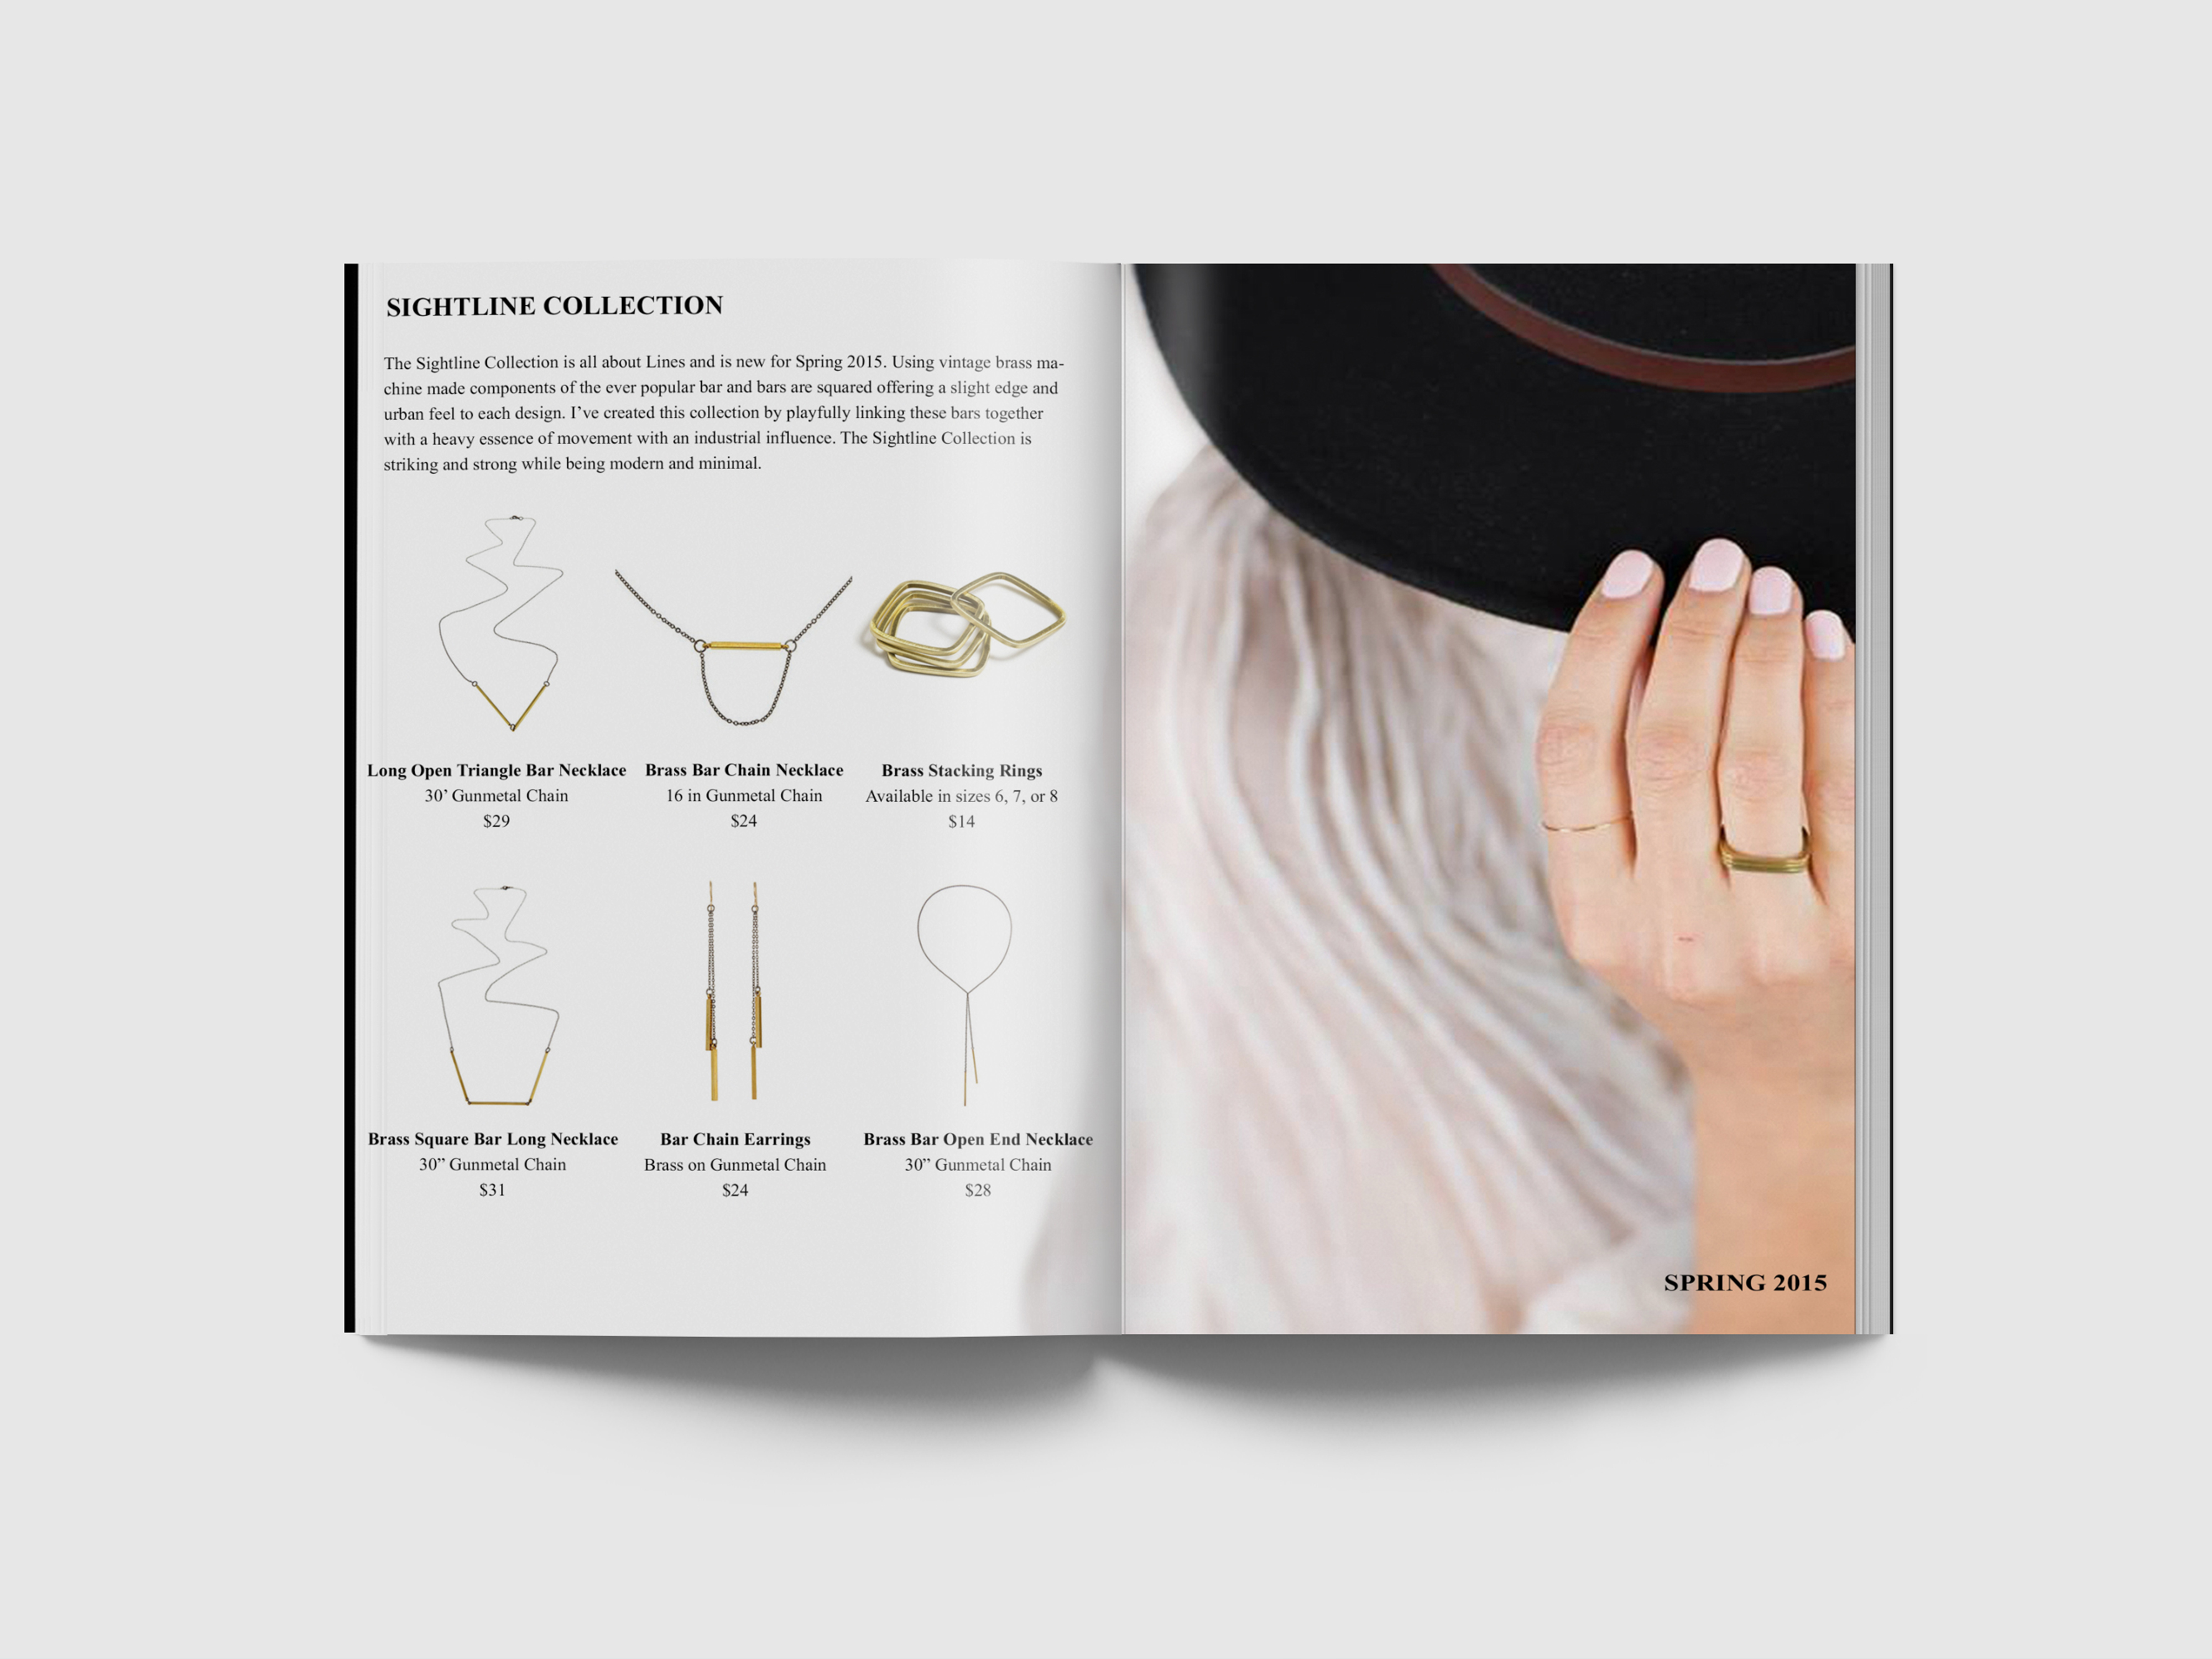 SIGHTLINE COLLECTION
The Sightline Collection is all about Lines and is new for Spring 2015. Using vintage brass ma-
chine made components of the ever popular bar and bars are squared offering a slight edge and
urban feel to each design. I’ve created this collection by playfully linking these bars together
with a heavy essence of movement with an industrial influence. The Sightline Collection is
striking and strong while being modern and minimal.
Long Open Triangle Bar Necklace
30’ Gunmetal Chain
$29
Brass Bar Chain Necklace
16 in Gunmetal Chain
$24
Brass Stacking Rings
Available in sizes 6, 7, or 8
$14
Brass Square Bar Long Necklace
30” Gunmetal Chain
$31
Bar Chain Earrings
Brass on Gunmetal Chain
$24
Brass Bar Open End Necklace
30” Gunmetal Chain
$28
SPRING 2015